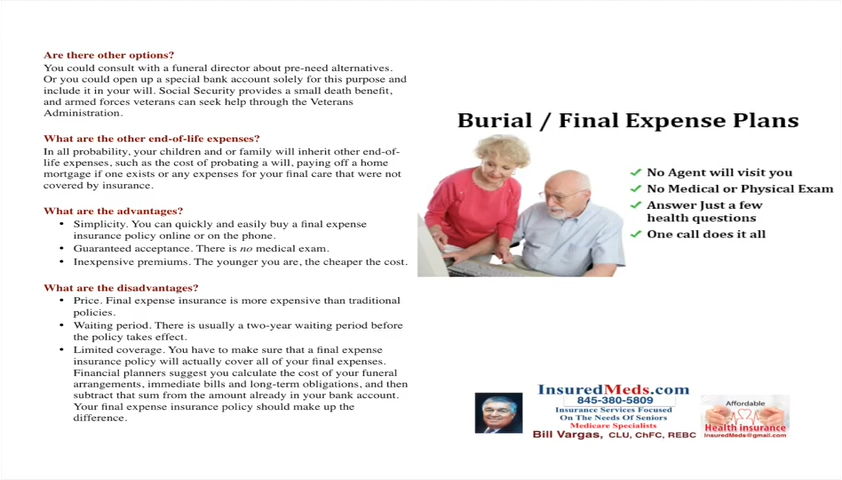 Are there other options?
You could consult with a funeral director about pre-need alternatives.
Or you could open up a special bank account solely for this purpose and
include it in your will. Social Security provides a small death benefit,
and armed forces veterans can seek help through the Veterans
Administration.
What are the other end-of-life expenses?
In all probability, your children and or family will inherit other end-of-
life expenses, such as the cost of probating a will, paying off a home
mortgage if one exists or any expenses for your final care that were not
covered by insurance.
What are the advantages?
• Simplicity. You can quickly and easily buy a final expense
insurance policy online or on the phone.
• Guaranteed acceptance. There is no medical exam.
• Inexpensive premiums. The younger you are, the cheaper the cost.
What are the disadvantages?
• Price. Final expense insurance is more expensive than traditional
policies.
• Waiting period. There is usually a two-year waiting period before
the policy takes effect.
• Limited coverage. You have to make sure that a final expense
insurance policy will actually cover all of your final expenses.
Financial planners suggest you calculate the cost of your funeral
arrangements, immediate bills and long-term obligations, and then
subtract that sum from the amount already in your bank account.
Your final expense insurance policy should make up the
difference.
Burial / Final Expense Plans
✓ No Agent will visit you
✓ No Medical or Physical Exam
✓ Answer Just a few
health questions
✓ One call does it all
InsuredMeds.com
845-380-5809
Insurance Services Focused
On The Needs Of Seniors
Medicare Specialists
Bill Vargas, CLU, ChFC, REBC
Affordable
Health insurance
InsuredMeds@gmail.com